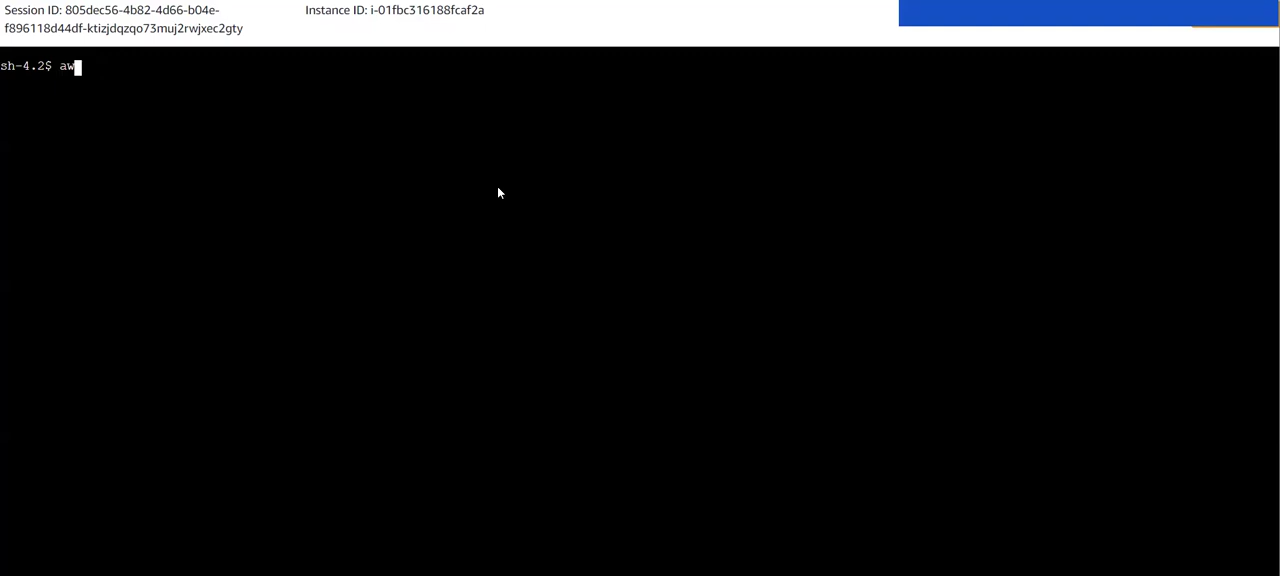 Session ID: 805dec56-4b82-4d66-b04e-
f896118d44df-ktizjdqzqo73muj2rwjxec2gty
Instance ID: i-01fbc316188fcaf2a
sh-4.2$ aw